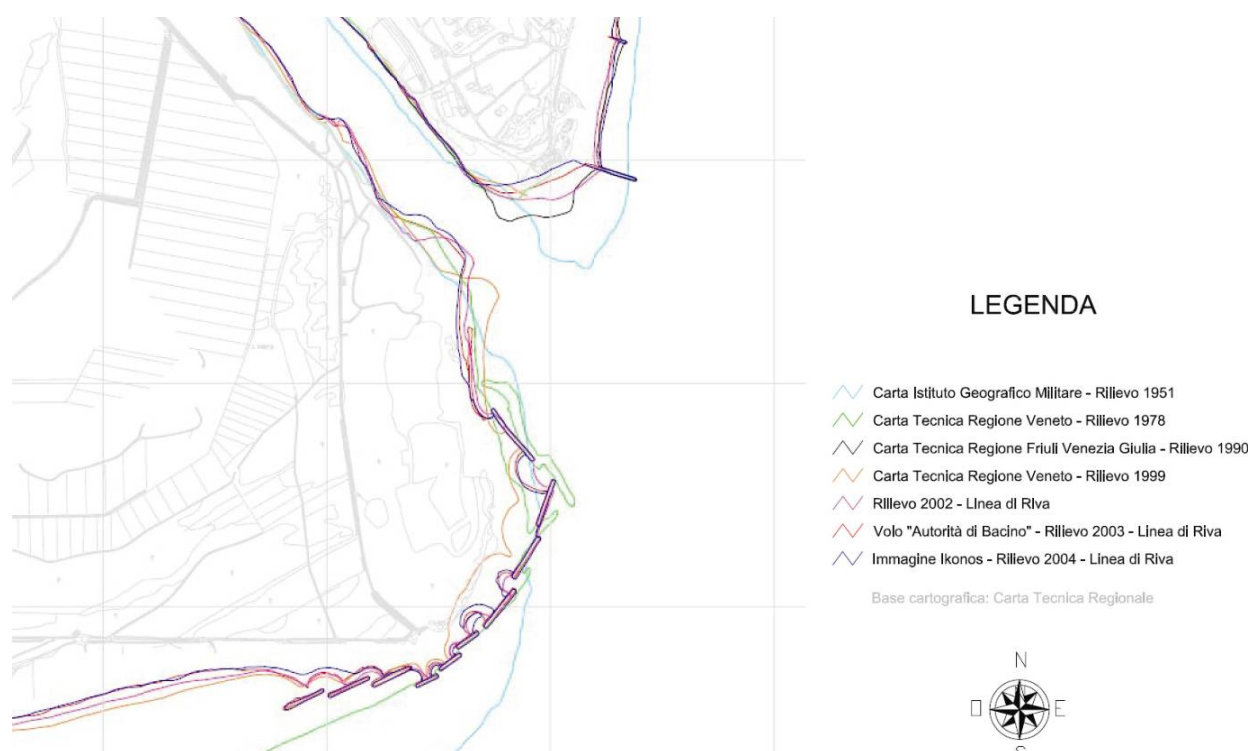 LEGENDA
Carta Istituto Geografico Militare - Rilievo 1951
Carta Tecnica Regione Veneto - Rilievo 1978
Carta Tecnica Regione Friuli Venezia Giulia - Rilievo 1990
Carta Tecnica Regione Veneto - Rilievo 1999
Rilievo 2002 - Linea di Riva
Volo "Autorità di Bacino" - Rilievo 2003 - Linea di Riva
Immagine Ikonos - Rilievo 2004 - Linea di Riva
Base cartografica: Carta Tecnica Regionale
N
O E
S